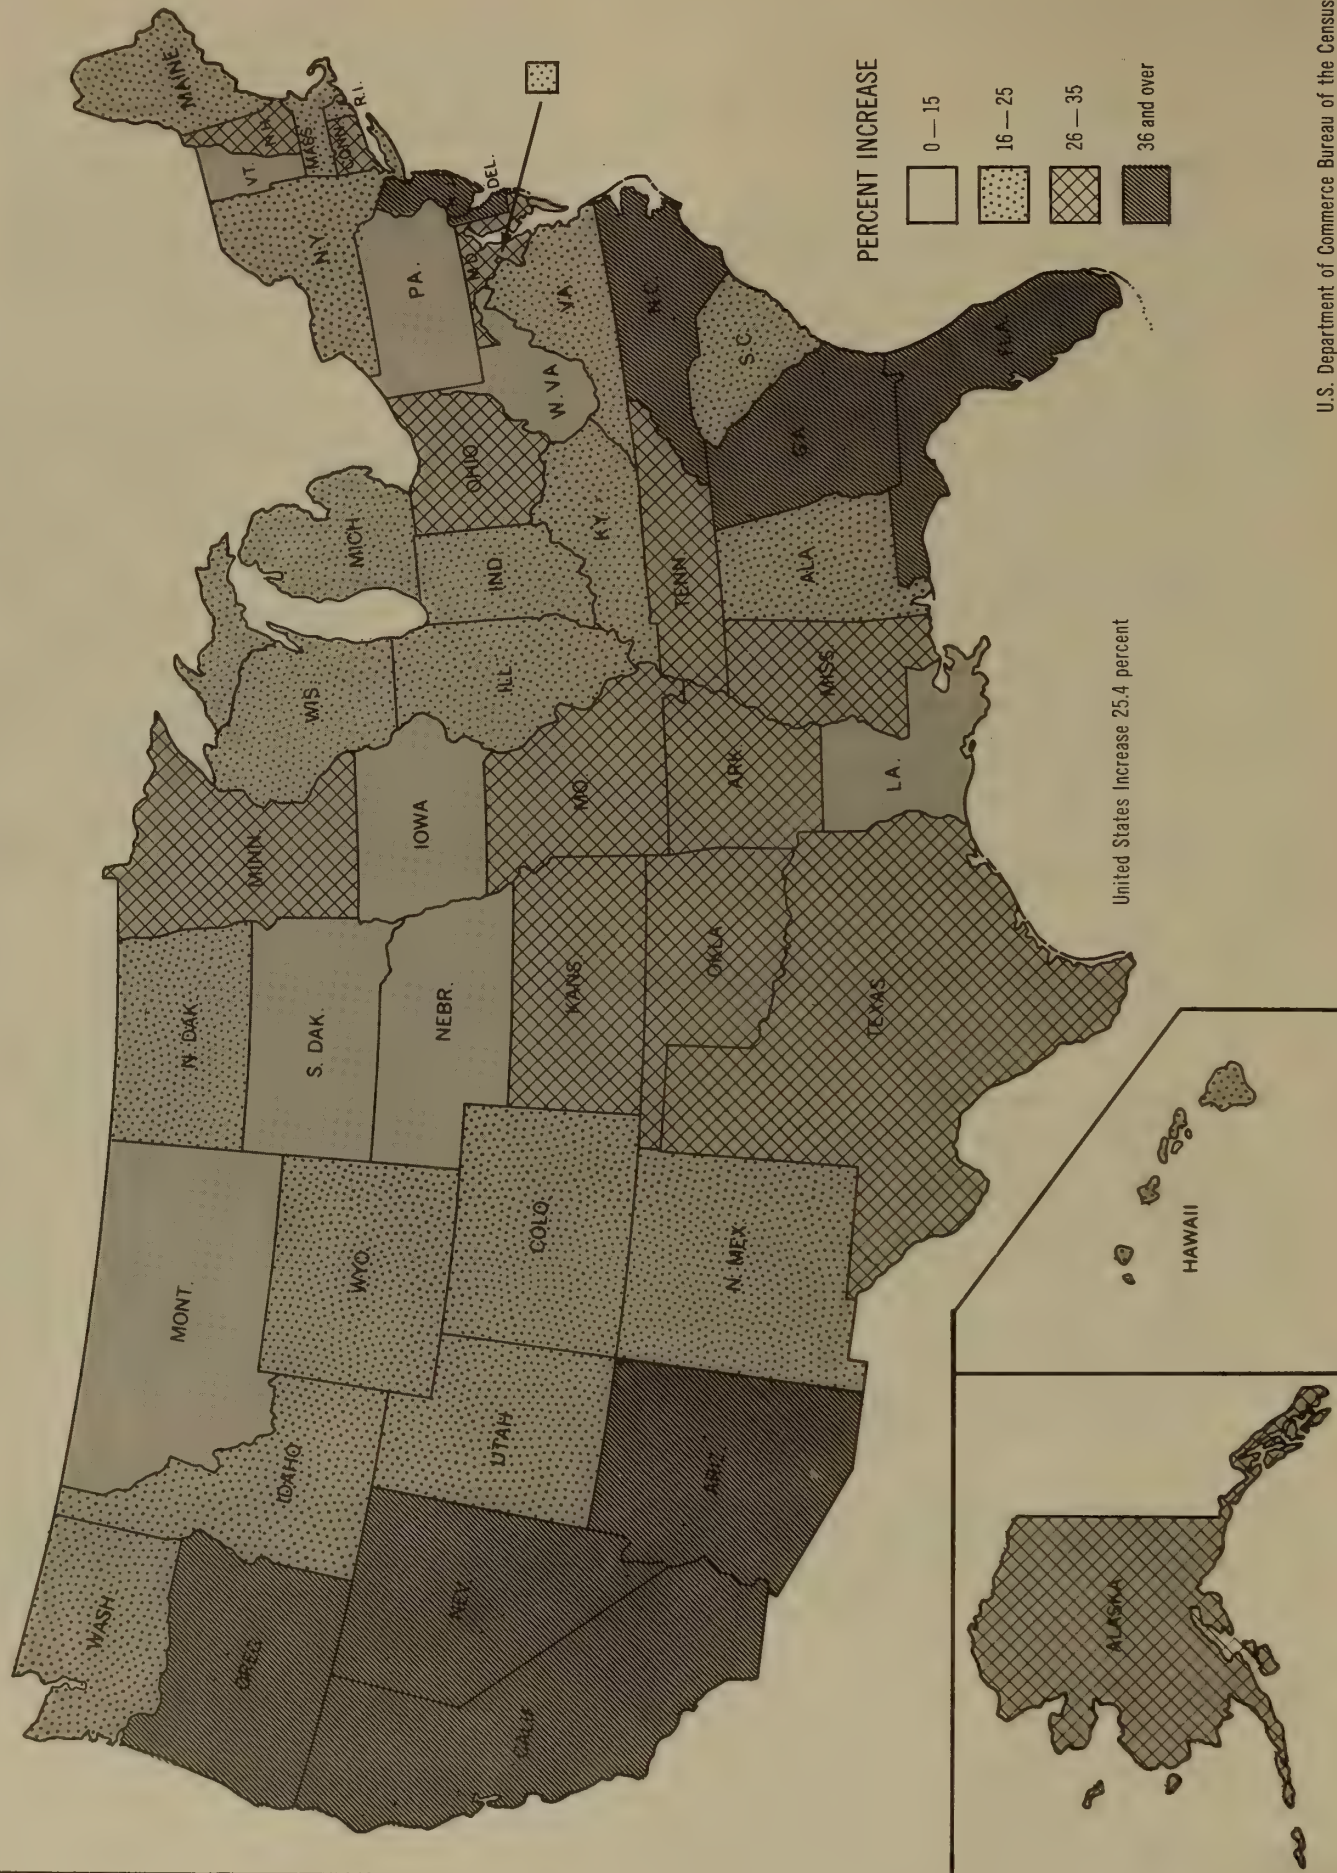 WASH.
OREG.
CALIF.
NEV.
IDAHO
MONT.
WYO.
UTAH
ARIZ.
COLO.
N. MEX.
N. DAK.
S. DAK.
NEBR.
KANS.
OKLA.
TEXAS
MINN.
IOWA
MO.
ARK.
LA.
WIS.
ILL.
MICH.
IND.
OHIO
KY.
TENN.
MISS.
ALA.
GA.
FLA.
S.C.
N.C.
VA.
W. VA.
PA.
MD.
DEL.
N.Y.
VT.
N.H.
MAINE
MASS.
CONN.
R.I.
ALASKA
HAWAII
United States Increase 25.4 percent
PERCENT INCREASE
0 — 15
16 — 25
26 — 35
36 and over
U.S. Department of Commerce Bureau of the Census